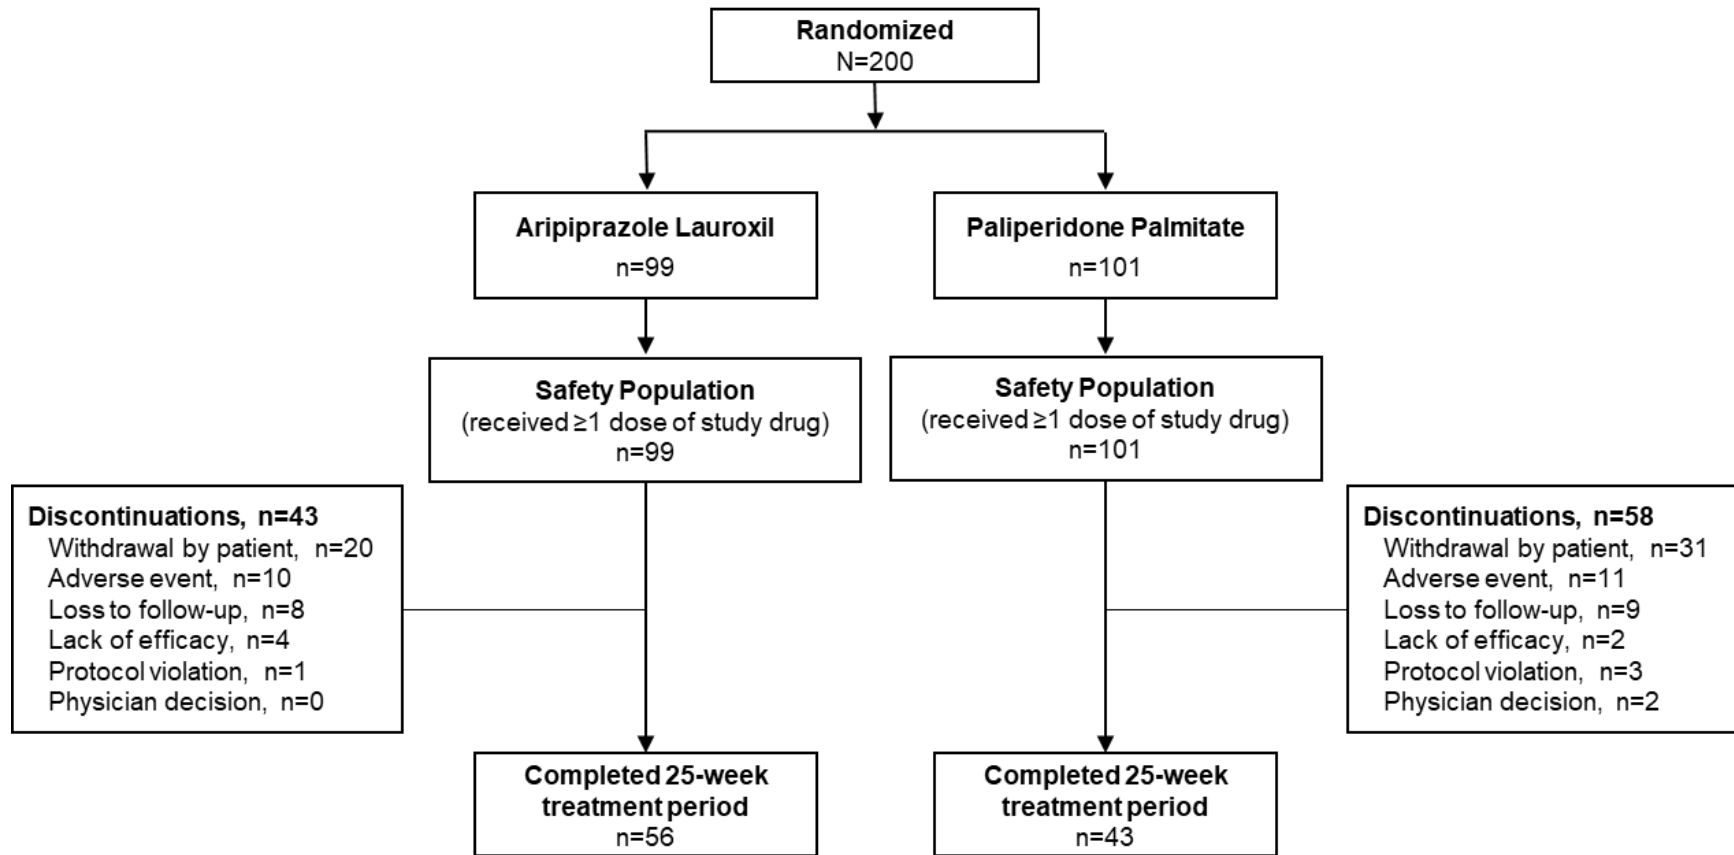 Randomized
N=200
Aripiprazole Lauroxil
n=99
Paliperidone Palmitate
n=101
Safety Population
(received ≥1 dose of study drug)
n=99
Safety Population
(received ≥1 dose of study drug)
n=101
Discontinuations, n=43
Withdrawal by patient, n=20
Adverse event, n=10
Loss to follow-up, n=8
Lack of efficacy, n=4
Protocol violation, n=1
Physician decision, n=0
Discontinuations, n=58
Withdrawal by patient, n=31
Adverse event, n=11
Loss to follow-up, n=9
Lack of efficacy, n=2
Protocol violation, n=3
Physician decision, n=2
Completed 25-week
treatment period
n=56
Completed 25-week
treatment period
n=43